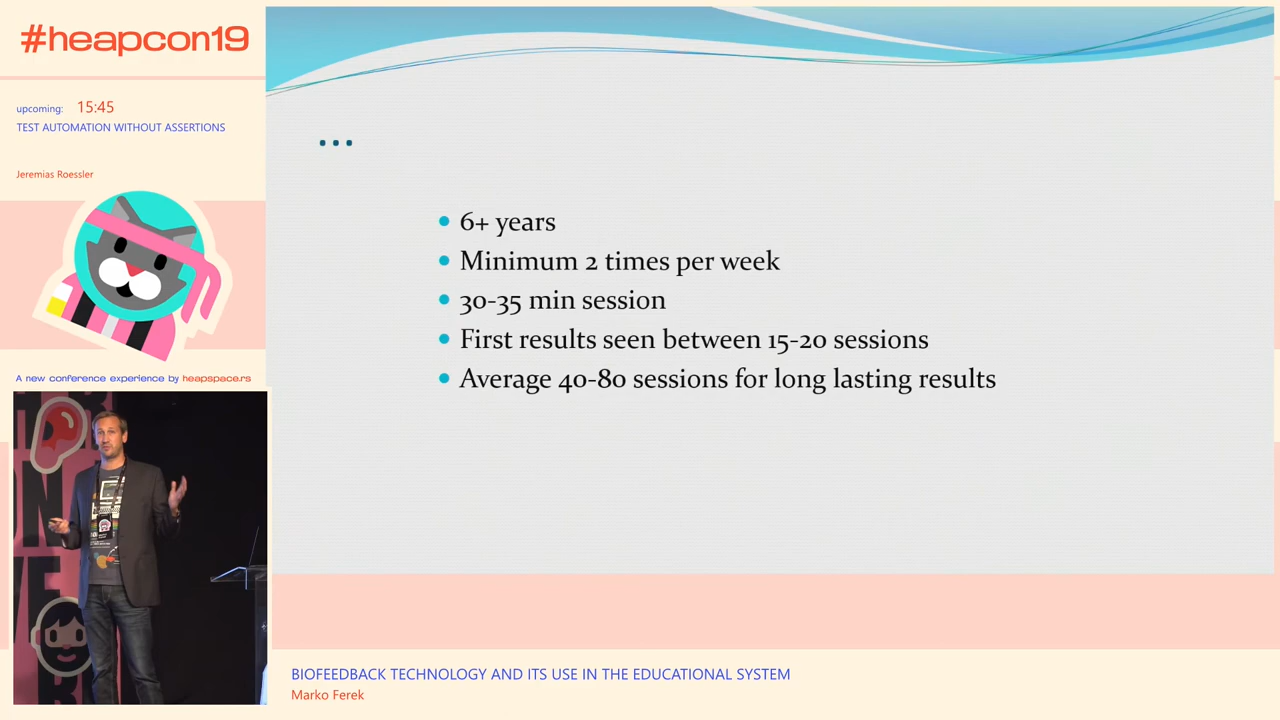 #heapcon19
upcoming: 15:45
TEST AUTOMATION WITHOUT ASSERTIONS
Jeremias Roessler
A new conference experience by heapspace.rs
...
6+ years
Minimum 2 times per week
30-35 min session
First results seen between 15-20 sessions
Average 40-80 sessions for long lasting results
BIOFEEDBACK TECHNOLOGY AND ITS USE IN THE EDUCATIONAL SYSTEM
Marko Ferek